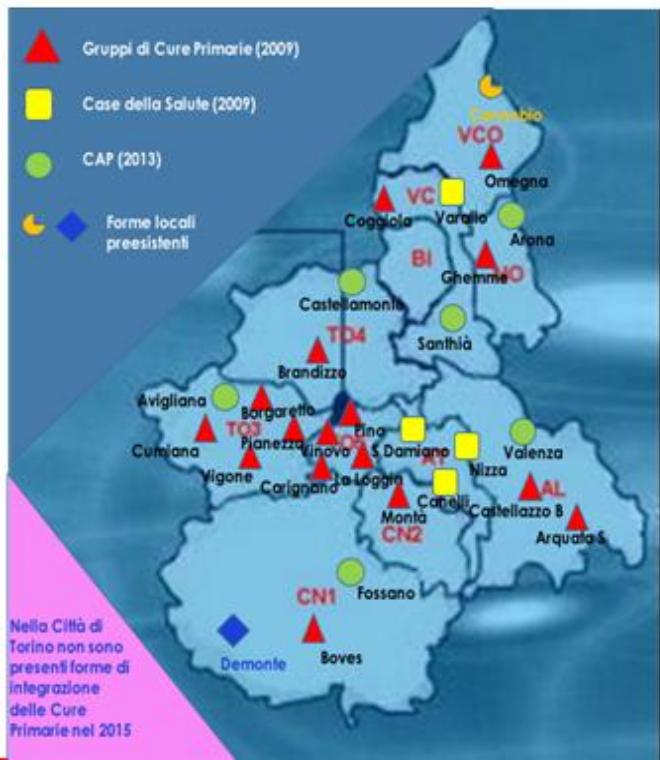 Gruppi di Cure Primarie (2009)
Case della Salute (2009)
CAP (2013)
Forme locali
preesistenti
Cannobio
VCO
Omegna
VC
Coggiola
Varallo
Arona
BI
Ghemme
NO
Castellamonte
Santhià
TO4
Brandizzo
Avigliana
Borgaretto
Pino
TO3
Cumiana
Pianezza
Vinovo
S Damiano
Valenza
AT
Nizza
Vigone
La Loggia
Carignano
Canelli
AL
Castellazzo B
Montà
Arquata S
CN2
Fossano
CN1
Demonte
Boves
Nella Città di
Torino non sono
presenti forme di
integrazione
delle Cure
Primarie nel 2015